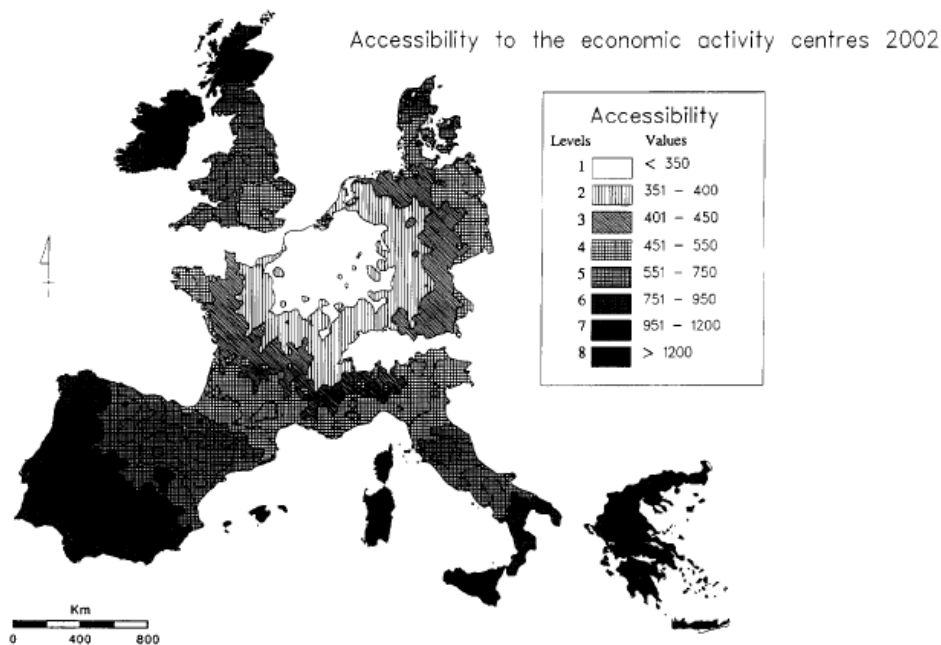 Accessibility to the economic activity centres 2002
Accessibility
Levels Values
1 < 350
2 351 – 400
3 401 – 450
4 451 – 550
5 551 – 750
6 751 – 950
7 951 – 1200
8 > 1200
Km
0 400 800